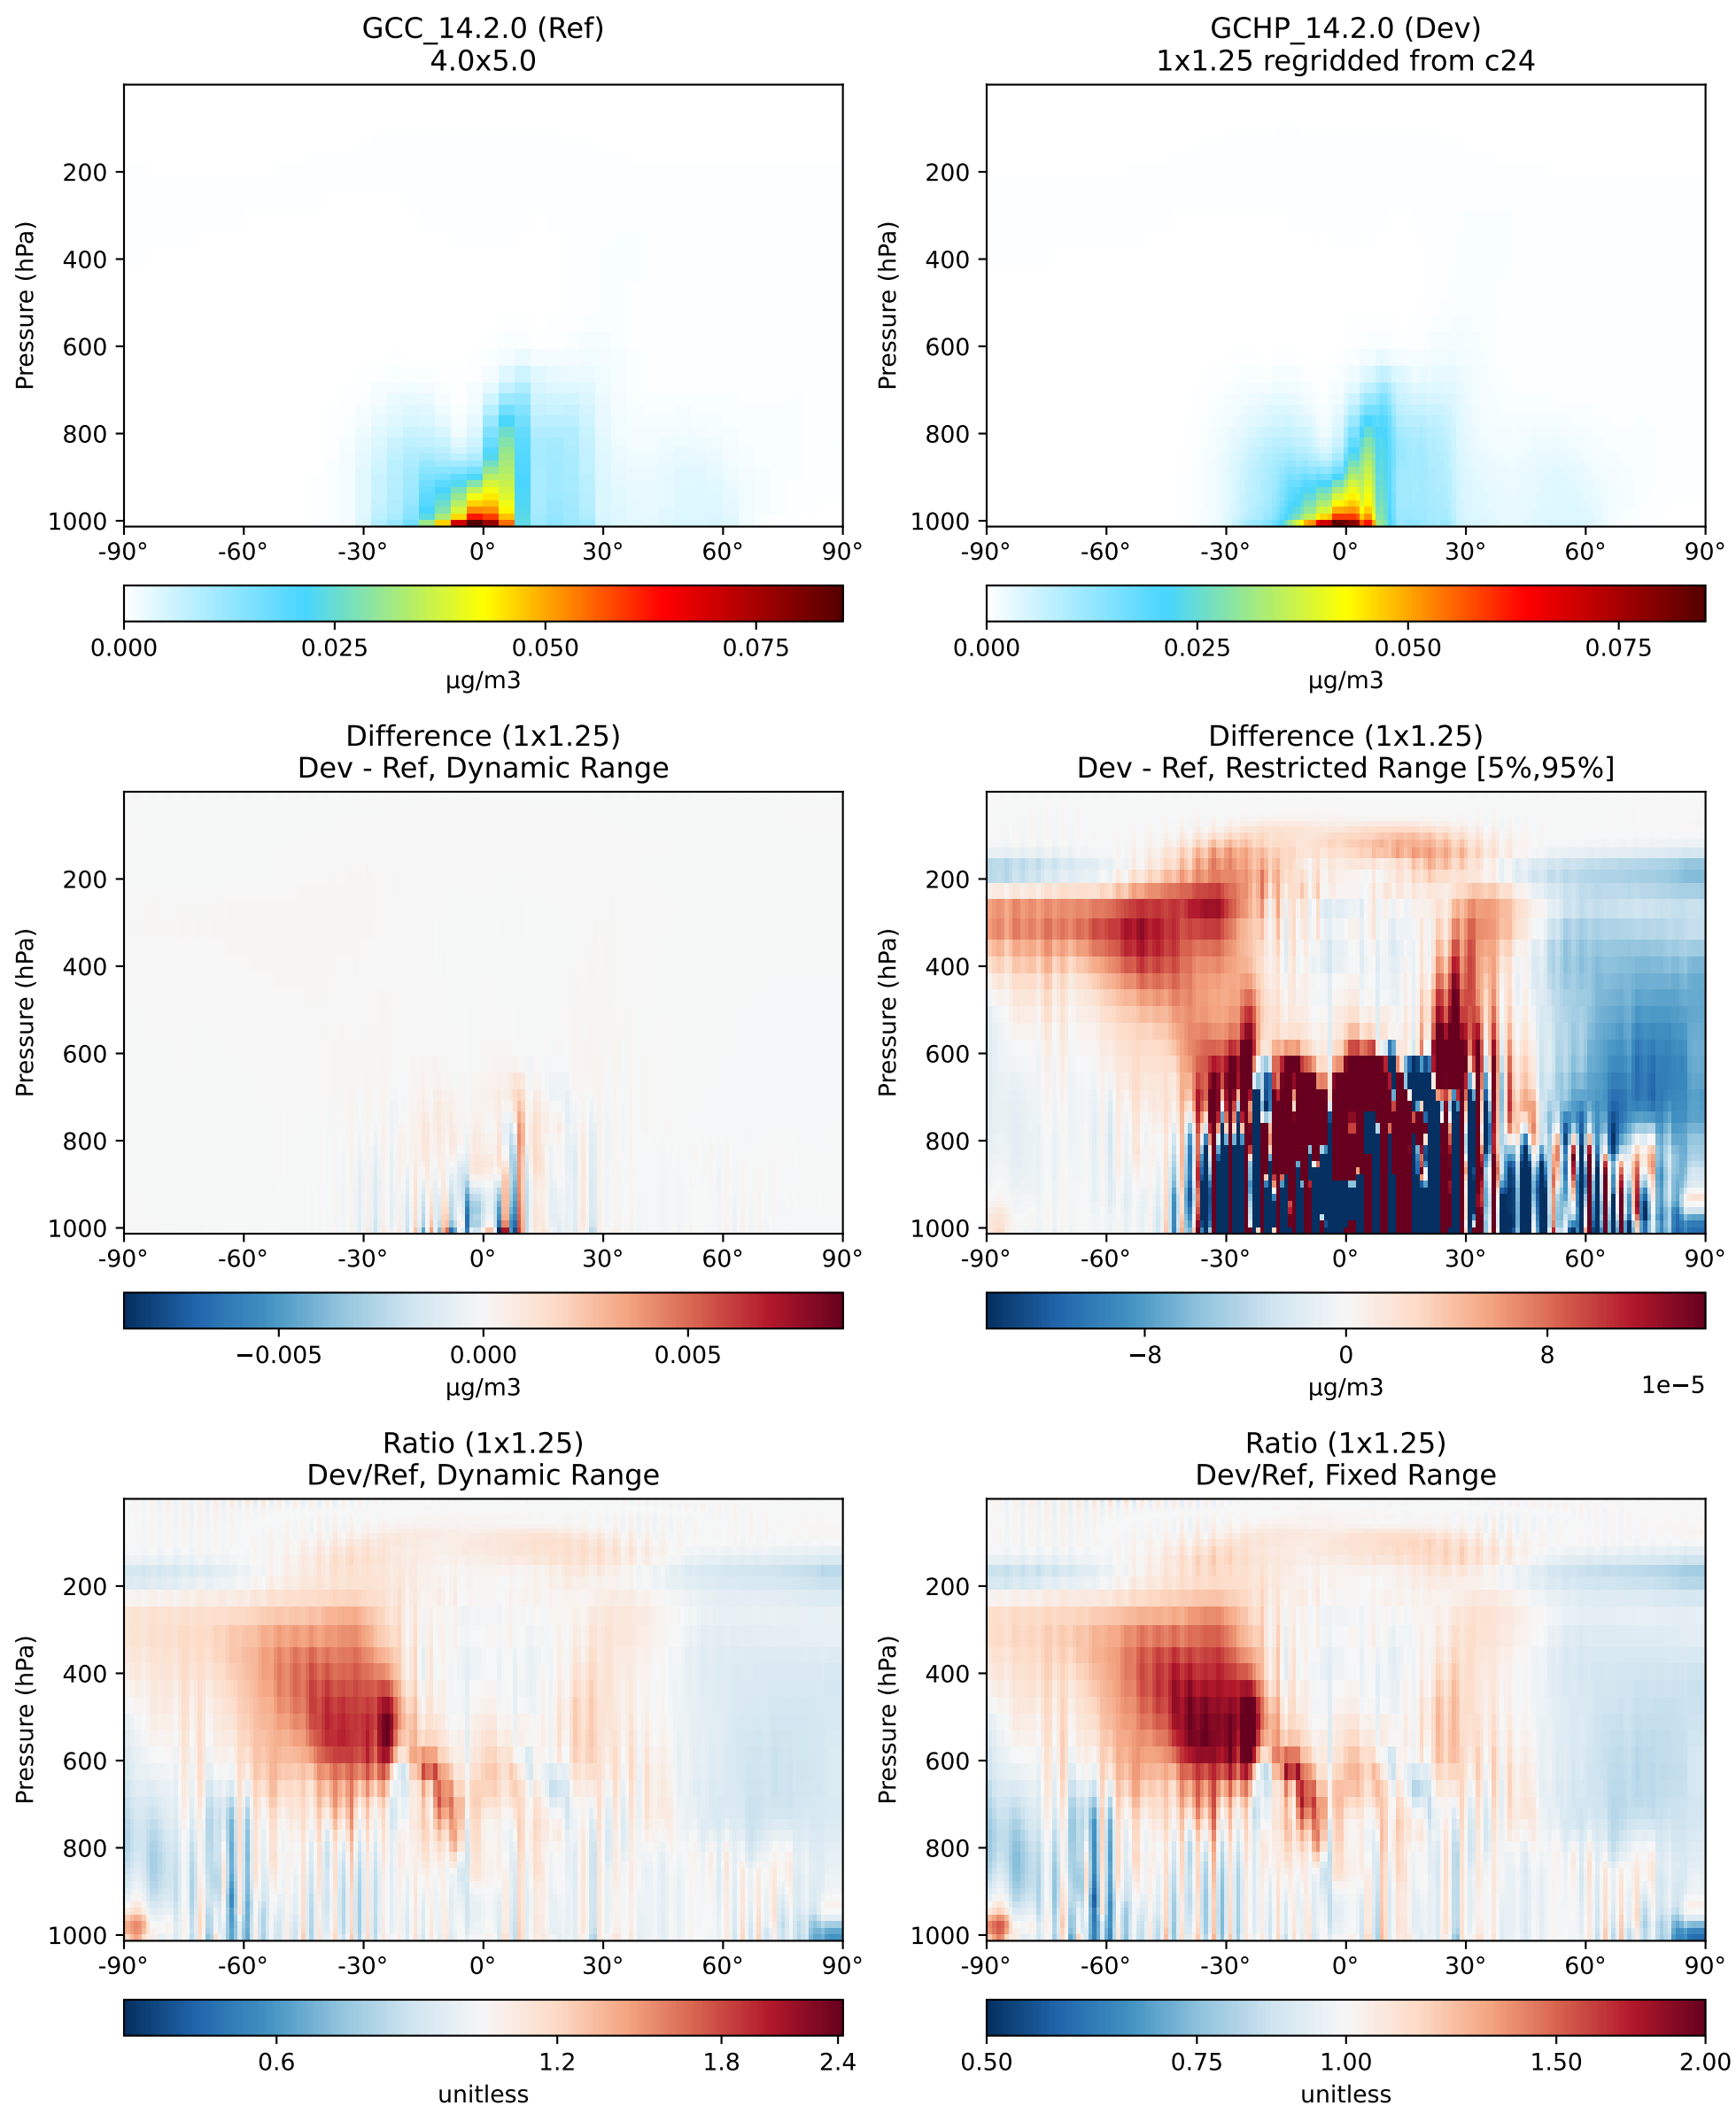 GCC_14.2.0 (Ref)
4.0x5.0
Pressure (hPa)
200
400
600
800
1000
-90° -60° -30° 0° 30° 60° 90°
0.000 0.025 0.050 0.075
μg/m3
GCHP_14.2.0 (Dev)
1x1.25 regridded from c24
Pressure (hPa)
200
400
600
800
1000
-90° -60° -30° 0° 30° 60° 90°
0.000 0.025 0.050 0.075
μg/m3
Difference (1x1.25)
Dev - Ref, Dynamic Range
Pressure (hPa)
200
400
600
800
1000
-90° -60° -30° 0° 30° 60° 90°
−0.005 0.000 0.005
μg/m3
Difference (1x1.25)
Dev - Ref, Restricted Range [5%,95%]
Pressure (hPa)
200
400
600
800
1000
-90° -60° -30° 0° 30° 60° 90°
−8 0 8
μg/m3
1e−5
Ratio (1x1.25)
Dev/Ref, Dynamic Range
Pressure (hPa)
200
400
600
800
1000
-90° -60° -30° 0° 30° 60° 90°
0.6 1.2 1.8 2.4
unitless
Ratio (1x1.25)
Dev/Ref, Fixed Range
Pressure (hPa)
200
400
600
800
1000
-90° -60° -30° 0° 30° 60° 90°
0.50 0.75 1.00 1.50 2.00
unitless